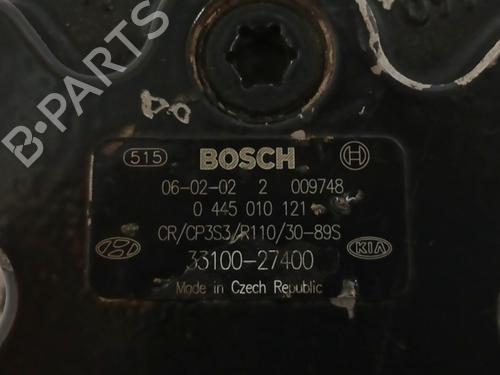 B-PARTS
515 BOSCH
06-02-02 2 009748
0 445 010 121
CR/CP3S3/R110/30-89S
33100-27400 KIA
Made in Czech Republic